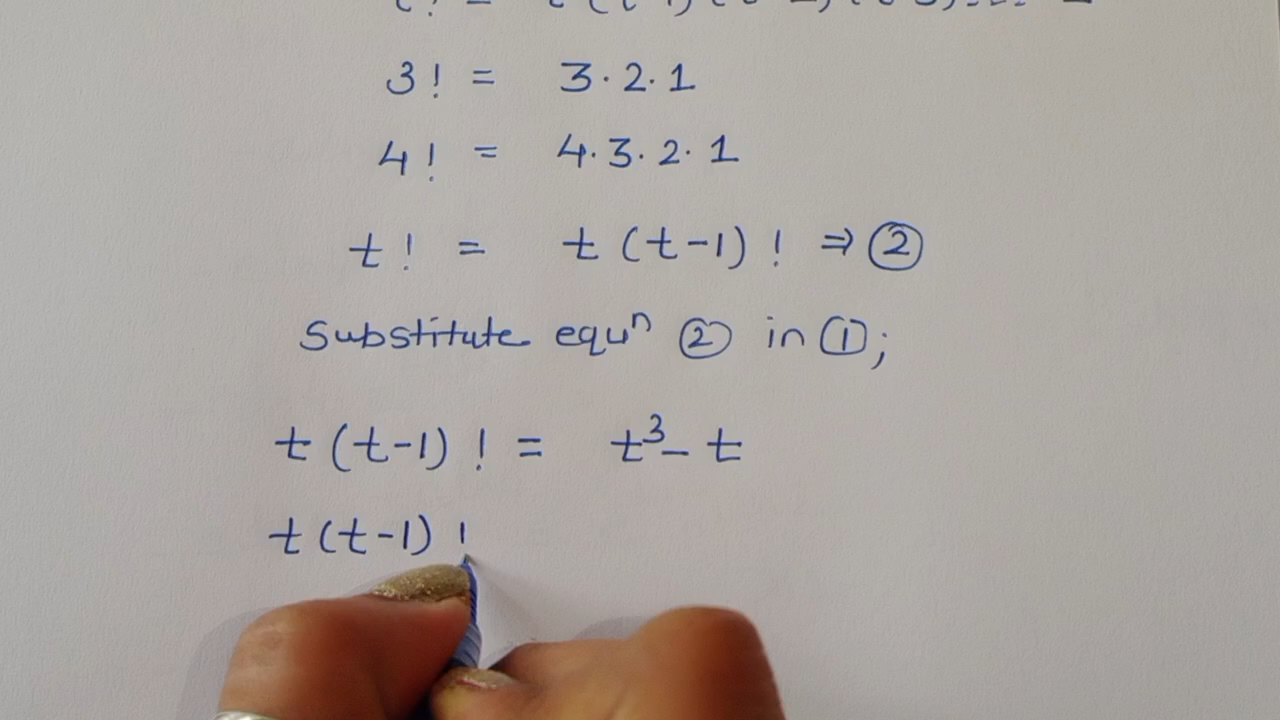 3! = 3·2·1
4! = 4·3·2·1
t! = t(t-1)! ⇒ ②
Substitute equⁿ ② in ①;
t(t-1)! = t³- t
t(t-1)!